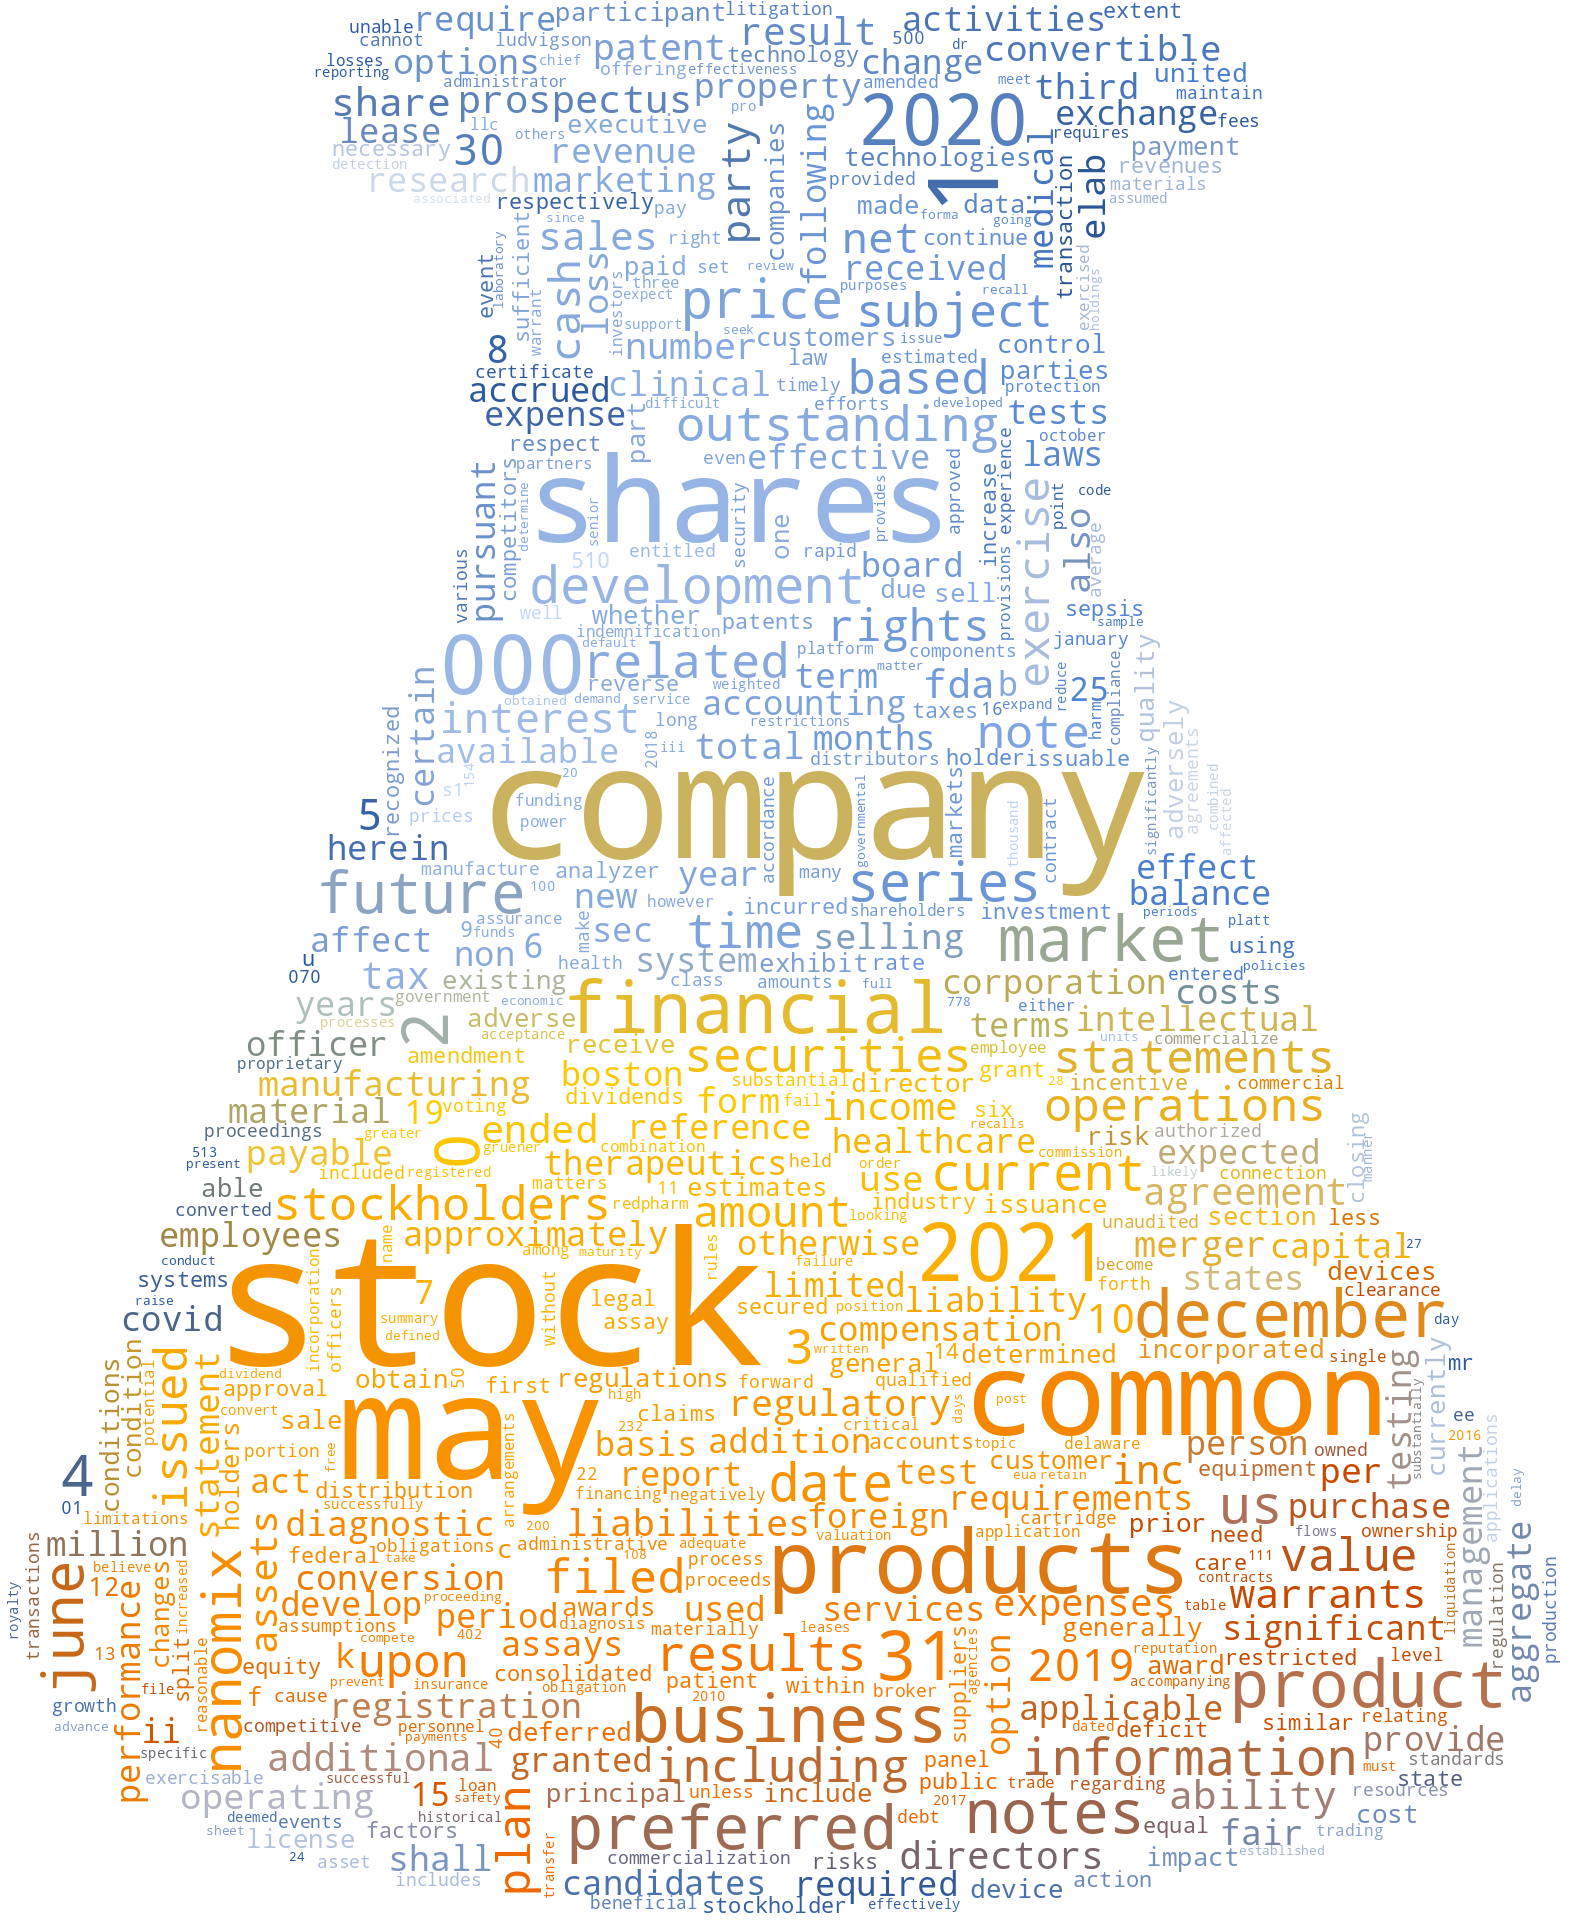 unable require participant litigation activities extent
cannot ludvigson patent result 500 dr convertible
losses options chief technology change
reporting administrator offering effectiveness property amended meet third united maintain
share prospectus pro 2020 exchange fees
lease llc others executive party companies following medical requires
necessary 30 revenue technologies payment
detection research marketing provided 1 transaction elab revenues
associated respectively pay made forma data materials assumed
since going
sufficient sales right net continue
laboratory event cash loss paid set review received exercised holdings
warrant investors three expect price purposes recall
support seek subject
8 number customers issue control
certificate law estimated parties
accrued clinical timely based protection
expense part difficult efforts developed tests
respect outstanding october
partners even effective laws
pursuant competitors determine shares senior security one provides approved increase experience provisions exercise point code also average
various 510 entitled rapid board
development due sell
well whether patents rights sepsis sample
indemnification january
000 default related platform components quality
reverse weighted term matter fda b reduce 25 compliance
certain obtained demand service accounting taxes 16 expand harm
interest long restrictions note adversely agreements
recognized available 2018 iii total months distributors holder issuable significantly
s1 154 20 company combined affected
5 prices funding power accordance governmental markets thousand contract
herein manufacture analyzer year many effect
future 100 new however series balance
assurance incurred shareholders investment periods platt
affect 9 funds make sec time selling market using
u non 6 health system exhibit rate entered policies
070 tax existing class amounts full corporation
years government economic financial 778 either costs
processes 2 adverse acceptance terms intellectual
officer receive securities employee units commercialize
proprietary amendment boston substantial director grant statements
manufacturing dividends form fail 28 incentive commercial
material 19 voting income six operations
proceedings greater 0 ended reference recalls risk authorized closing manner
513 gruener combination healthcare commission expected
present payable included registered therapeutics held order likely connection
able matters 11 estimates use current agreement
converted stockholders redpharm industry issuance section less
employees approximately amount looking unaudited
conduct name among maturity rules otherwise 2021 merger capital 27
systems incorporation officers stock failure become states devices
raise 7 without legal limited liability forth clearance
covid summary assay secured position 10 december day
defined compensation
conditions condition potential issued statement 3 written general 14 determined incorporated single testing currently mr
dividend obtain 50 first regulations forward qualified
approval may high days post common substantially
convert sale 232 claims regulatory critical ee
holders portion free arrangements basis addition accounts topic delaware person owned 2016
4 act 22 report date test customer inc equipment per applications delay
01 distribution financing negatively eua retain us purchase
limitations successfully 200 liabilities foreign requirements
million diagnostic valuation application cartridge prior need flows ownership
transactions june nanomix assets federal obligations c administrative adequate products management aggregate
believe take 108 process care 111 value liquidation regulation production
royalty 12 performance changes split increased conversion filed proceeds contracts
develop proceeding awards services expenses table warrants
assumptions compete period 402 diagnosis used materially leases generally significant
13 reasonable equity k upon assays results 31 suppliers agencies option reputation restricted level
file prevent insurance consolidated obligation patient within 2019 award accompanying
growth f cause registration 2010 broker applicable product
advance ii competitive personnel payments 40 deferred business dated deficit similar relating
specific additional granted including panel information provide standards
exercisable successful loan safety principal unless include public trade regarding must state
operating 15 2017 ability resources
deemed events historical plan transfer preferred debt notes equal cost
sheet license factors fair trading
24 asset shall commercialization risks directors impact established
includes candidates required device action
beneficial stockholder effectively